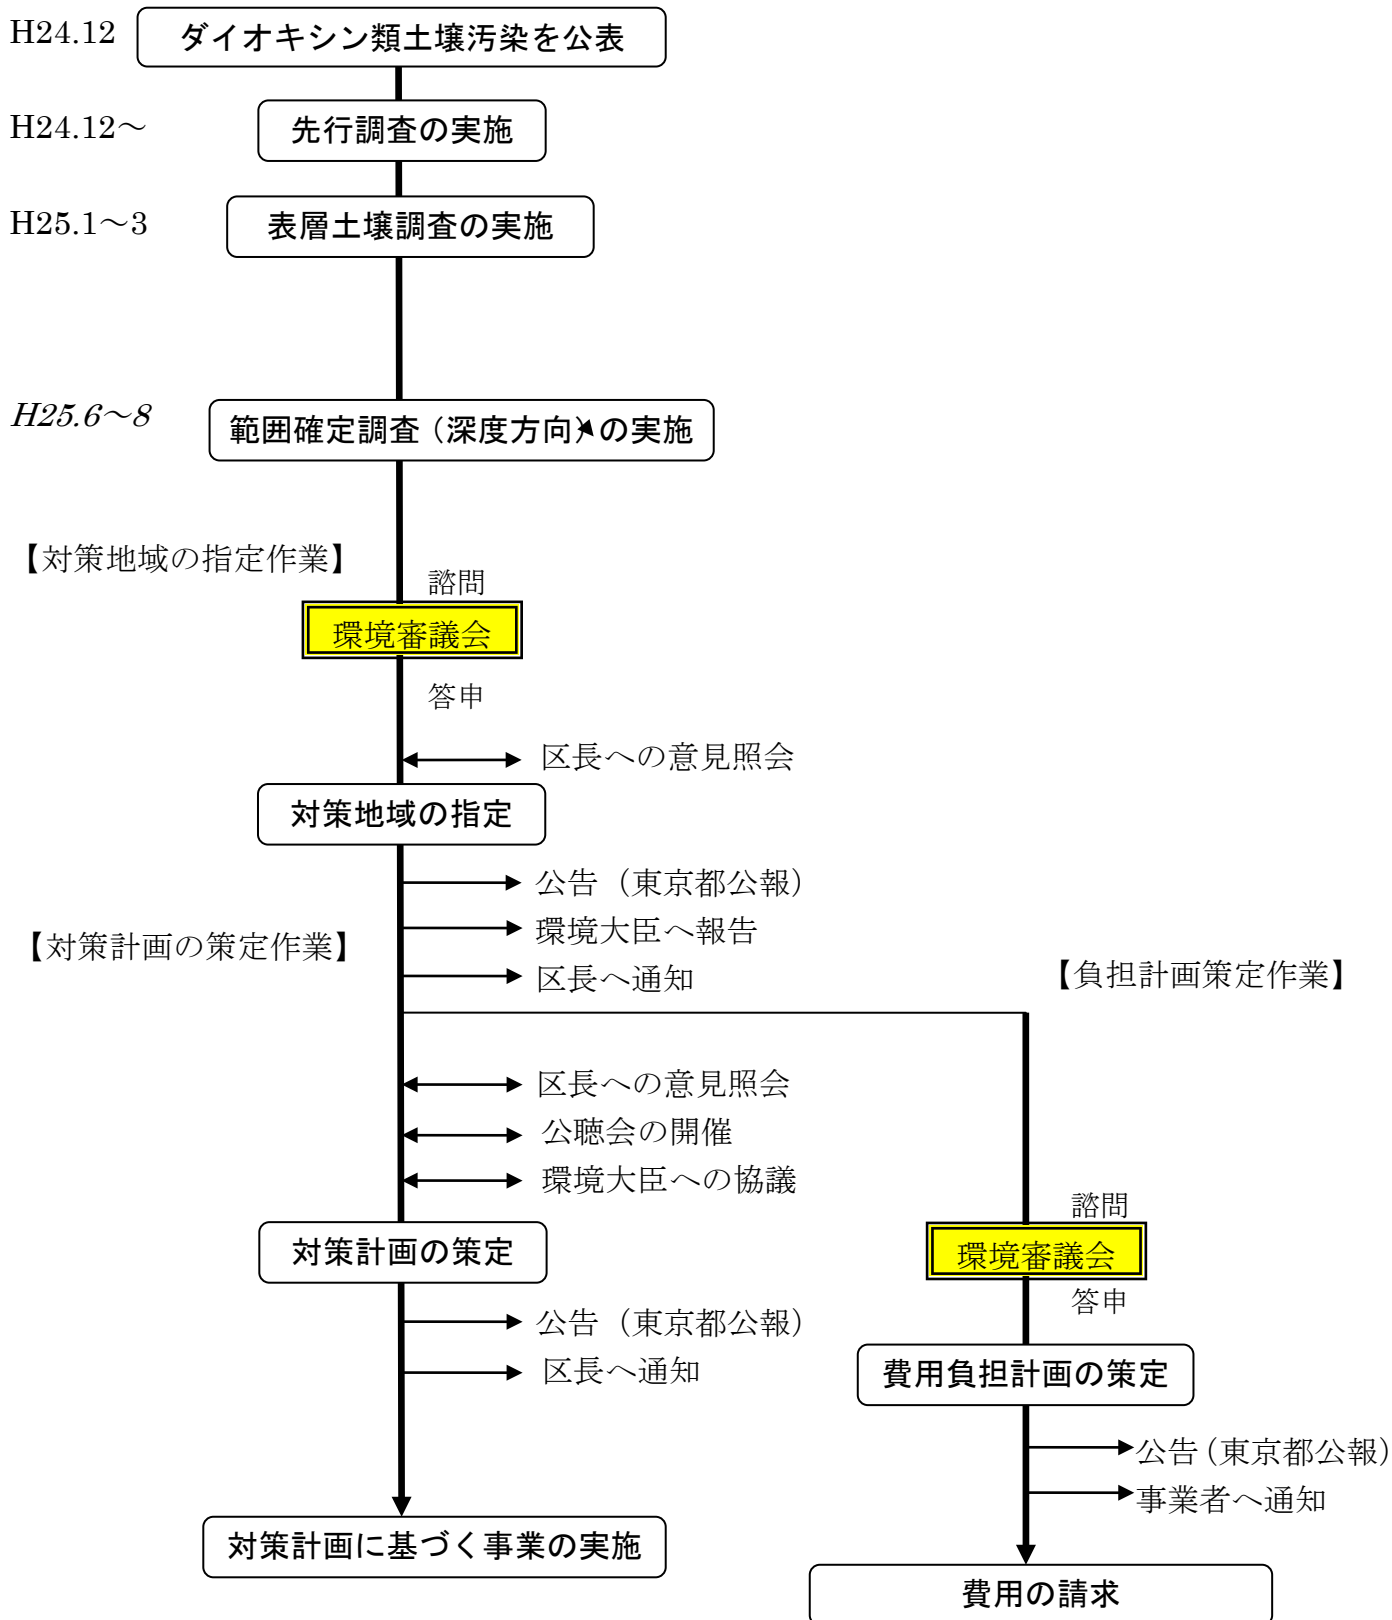 H24.12 ダイオキシン類土壌汚染を公表
H24.12～ 先行調査の実施
H25.1～3 表層土壌調査の実施
H25.6～8 範囲確定調査（深度方向）の実施
【対策地域の指定作業】
諮問
環境審議会
答申
区長への意見照会
対策地域の指定
公告（東京都公報）
環境大臣へ報告
【対策計画の策定作業】
区長へ通知
【負担計画策定作業】
区長への意見照会
公聴会の開催
環境大臣への協議
対策計画の策定
公告（東京都公報）
区長へ通知
対策計画に基づく事業の実施
諮問
環境審議会
答申
費用負担計画の策定
公告（東京都公報）
事業者へ通知
費用の請求